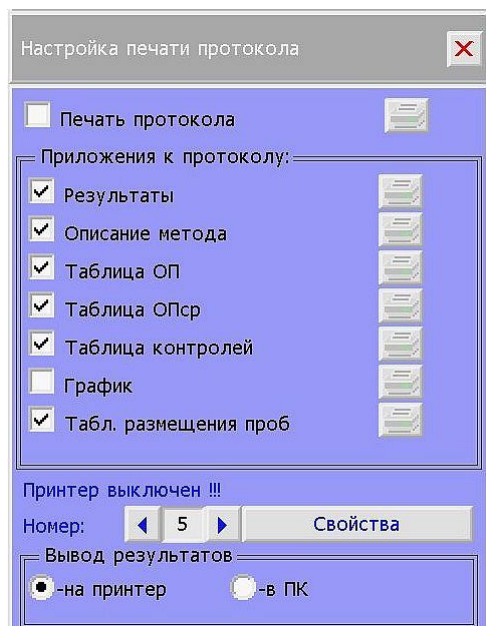 Настройка печати протокола
Печать протокола
Приложения к протоколу:
Результаты
Описание метода
Таблица ОП
Таблица ОПср
Таблица контролей
График
Табл. размещения проб
Принтер выключен !!!
Номер: 5 Свойства
Вывод результатов
-на принтер -в ПК